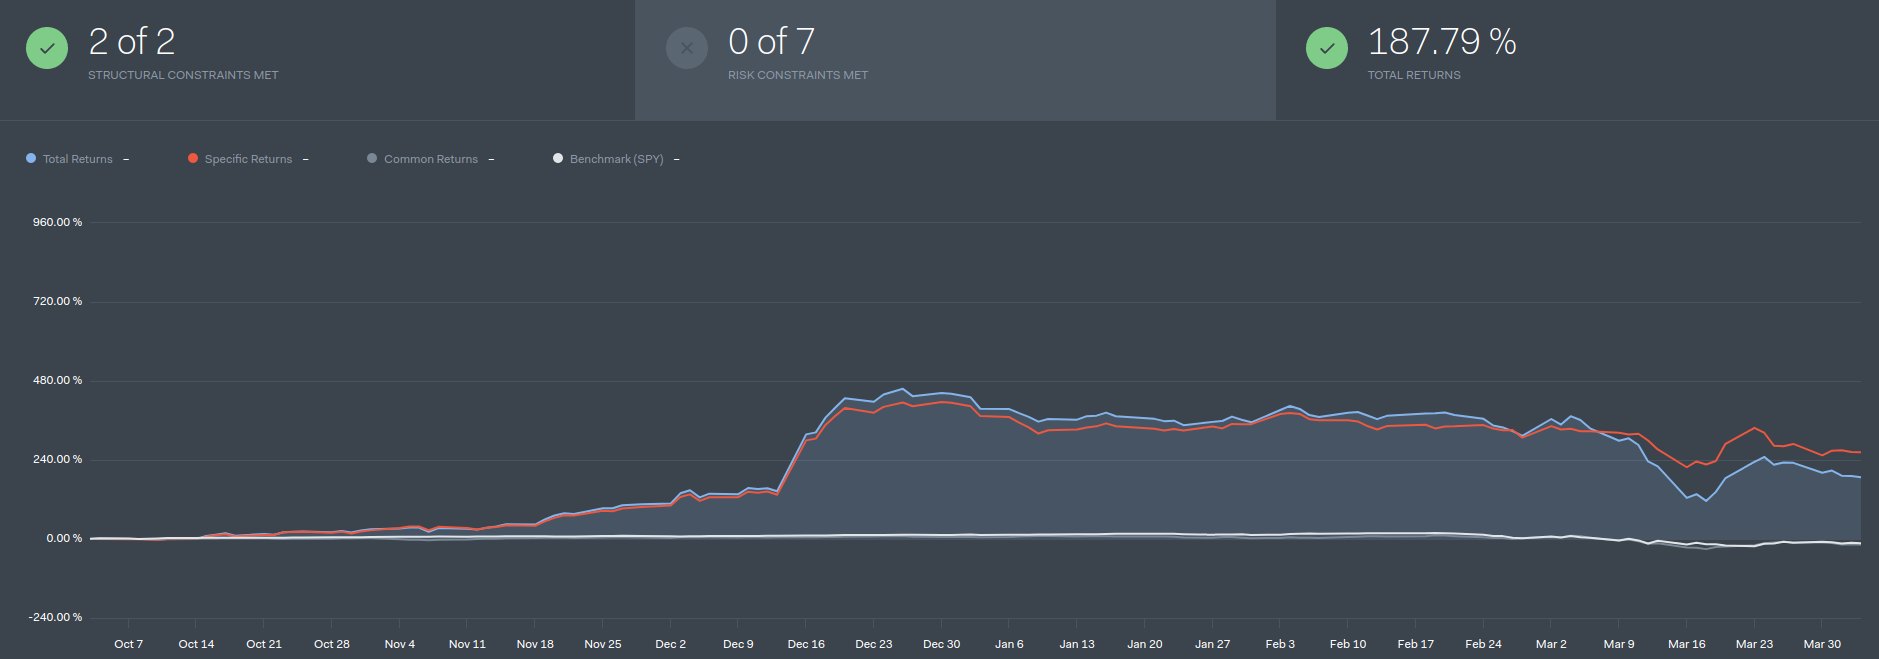 2 of 2
STRUCTURAL CONSTRAINTS MET
0 of 7
RISK CONSTRAINTS MET
187.79 %
TOTAL RETURNS
Total Returns –
Specific Returns –
Common Returns –
Benchmark (SPY) –
960.00 %
720.00 %
480.00 %
240.00 %
0.00 %
-240.00 %
Oct 7 Oct 14 Oct 21 Oct 28 Nov 4 Nov 11 Nov 18 Nov 25 Dec 2 Dec 9 Dec 16 Dec 23 Dec 30 Jan 6 Jan 13 Jan 20 Jan 27 Feb 3 Feb 10 Feb 17 Feb 24 Mar 2 Mar 9 Mar 16 Mar 23 Mar 30